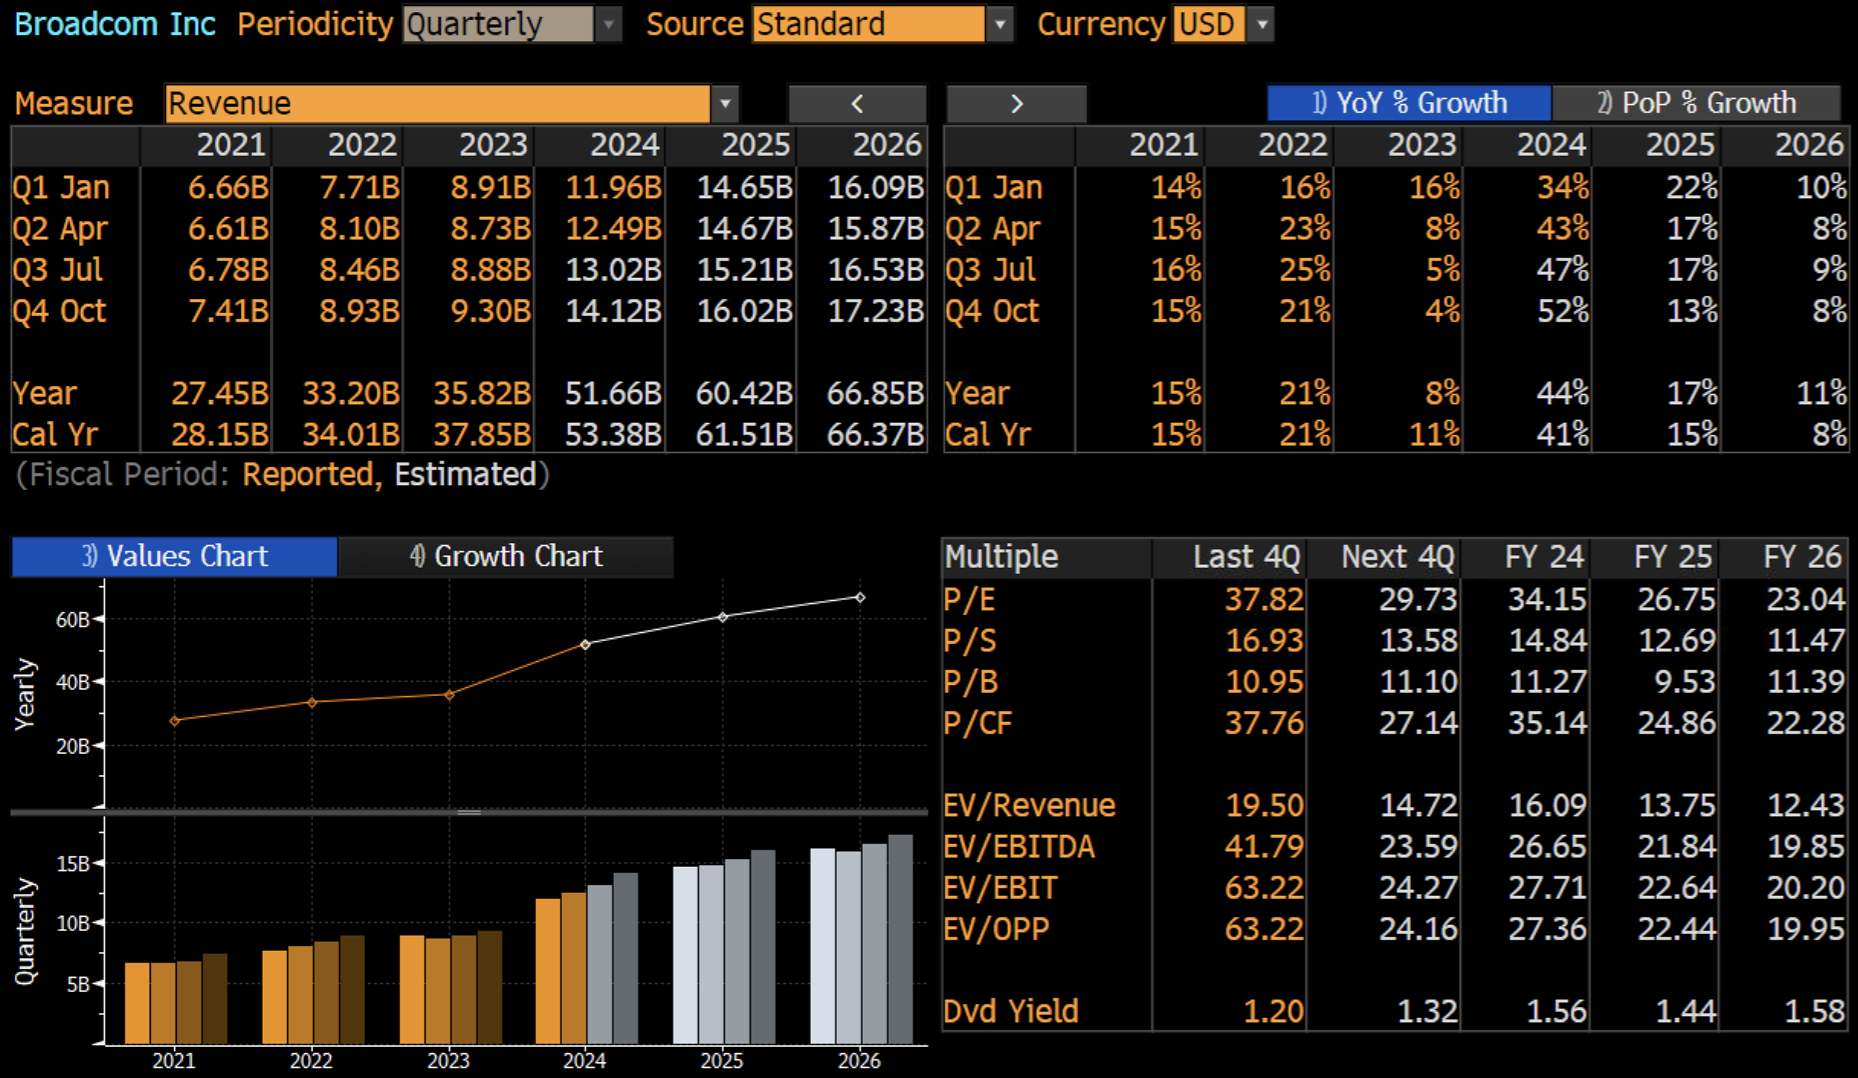 Broadcom Inc Periodicity Quarterly Source Standard Currency USD
Measure Revenue < > 1) YoY % Growth 2) PoP % Growth
2021 2022 2023 2024 2025 2026
Q1 Jan 6.66B 7.71B 8.91B 11.96B 14.65B 16.09B
Q2 Apr 6.61B 8.10B 8.73B 12.49B 14.67B 15.87B
Q3 Jul 6.78B 8.46B 8.88B 13.02B 15.21B 16.53B
Q4 Oct 7.41B 8.93B 9.30B 14.12B 16.02B 17.23B
Year 27.45B 33.20B 35.82B 51.66B 60.42B 66.85B
Cal Yr 28.15B 34.01B 37.85B 53.38B 61.51B 66.37B
(Fiscal Period: Reported, Estimated)
2021 2022 2023 2024 2025 2026
Q1 Jan 14% 16% 16% 34% 22% 10%
Q2 Apr 15% 23% 8% 43% 17% 8%
Q3 Jul 16% 25% 5% 47% 17% 9%
Q4 Oct 15% 21% 4% 52% 13% 8%
Year 15% 21% 8% 44% 17% 11%
Cal Yr 15% 21% 11% 41% 15% 8%
3) Values Chart 4) Growth Chart
Yearly
60B
40B
20B
Quarterly
15B
10B
5B
2021 2022 2023 2024 2025 2026
Multiple Last 4Q Next 4Q FY 24 FY 25 FY 26
P/E 37.82 29.73 34.15 26.75 23.04
P/S 16.93 13.58 14.84 12.69 11.47
P/B 10.95 11.10 11.27 9.53 11.39
P/CF 37.76 27.14 35.14 24.86 22.28
EV/Revenue 19.50 14.72 16.09 13.75 12.43
EV/EBITDA 41.79 23.59 26.65 21.84 19.85
EV/EBIT 63.22 24.27 27.71 22.64 20.20
EV/OPP 63.22 24.16 27.36 22.44 19.95
Dvd Yield 1.20 1.32 1.56 1.44 1.58